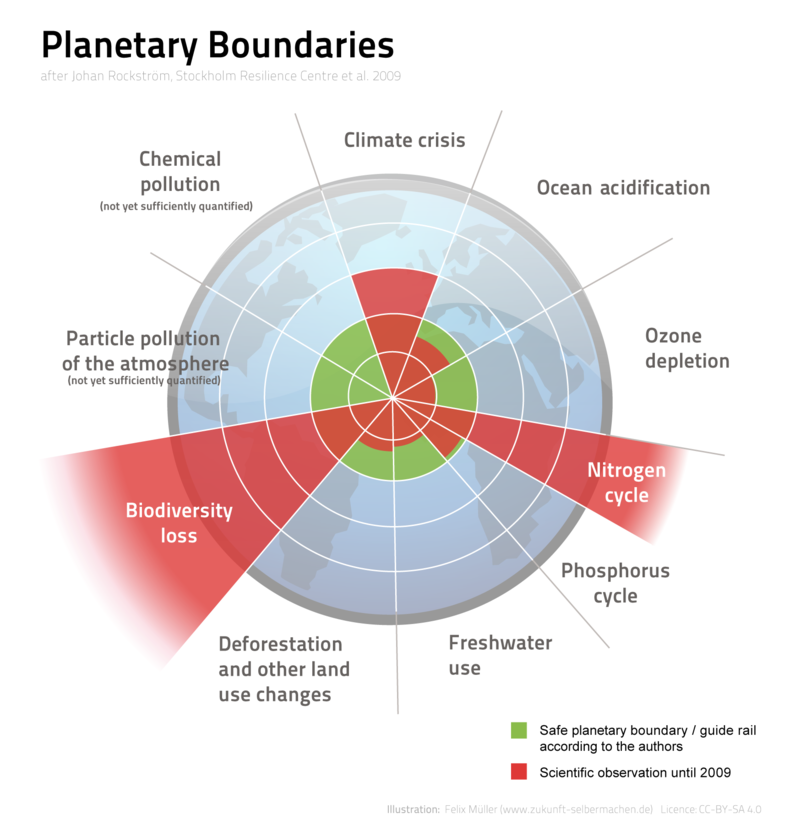 Planetary Boundaries
after Johan Rockström, Stockholm Resilience Centre et al. 2009
Climate crisis
Chemical
pollution
(not yet sufficiently quantified)
Ocean acidification
Particle pollution
of the atmosphere
(not yet sufficiently quantified)
Ozone
depletion
Biodiversity
loss
Nitrogen
cycle
Phosphorus
cycle
Deforestation
and other land
use changes
Freshwater
use
Safe planetary boundary / guide rail
according to the authors
Scientific observation until 2009
Illustration: Felix Müller (www.zukunft-selbermachen.de) Licence: CC-BY-SA 4.0